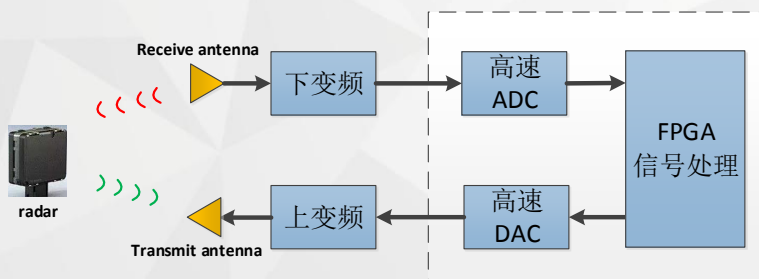 Receive antenna
下变频
高速
ADC
FPGA
信号处理
radar
上变频
高速
DAC
Transmit antenna